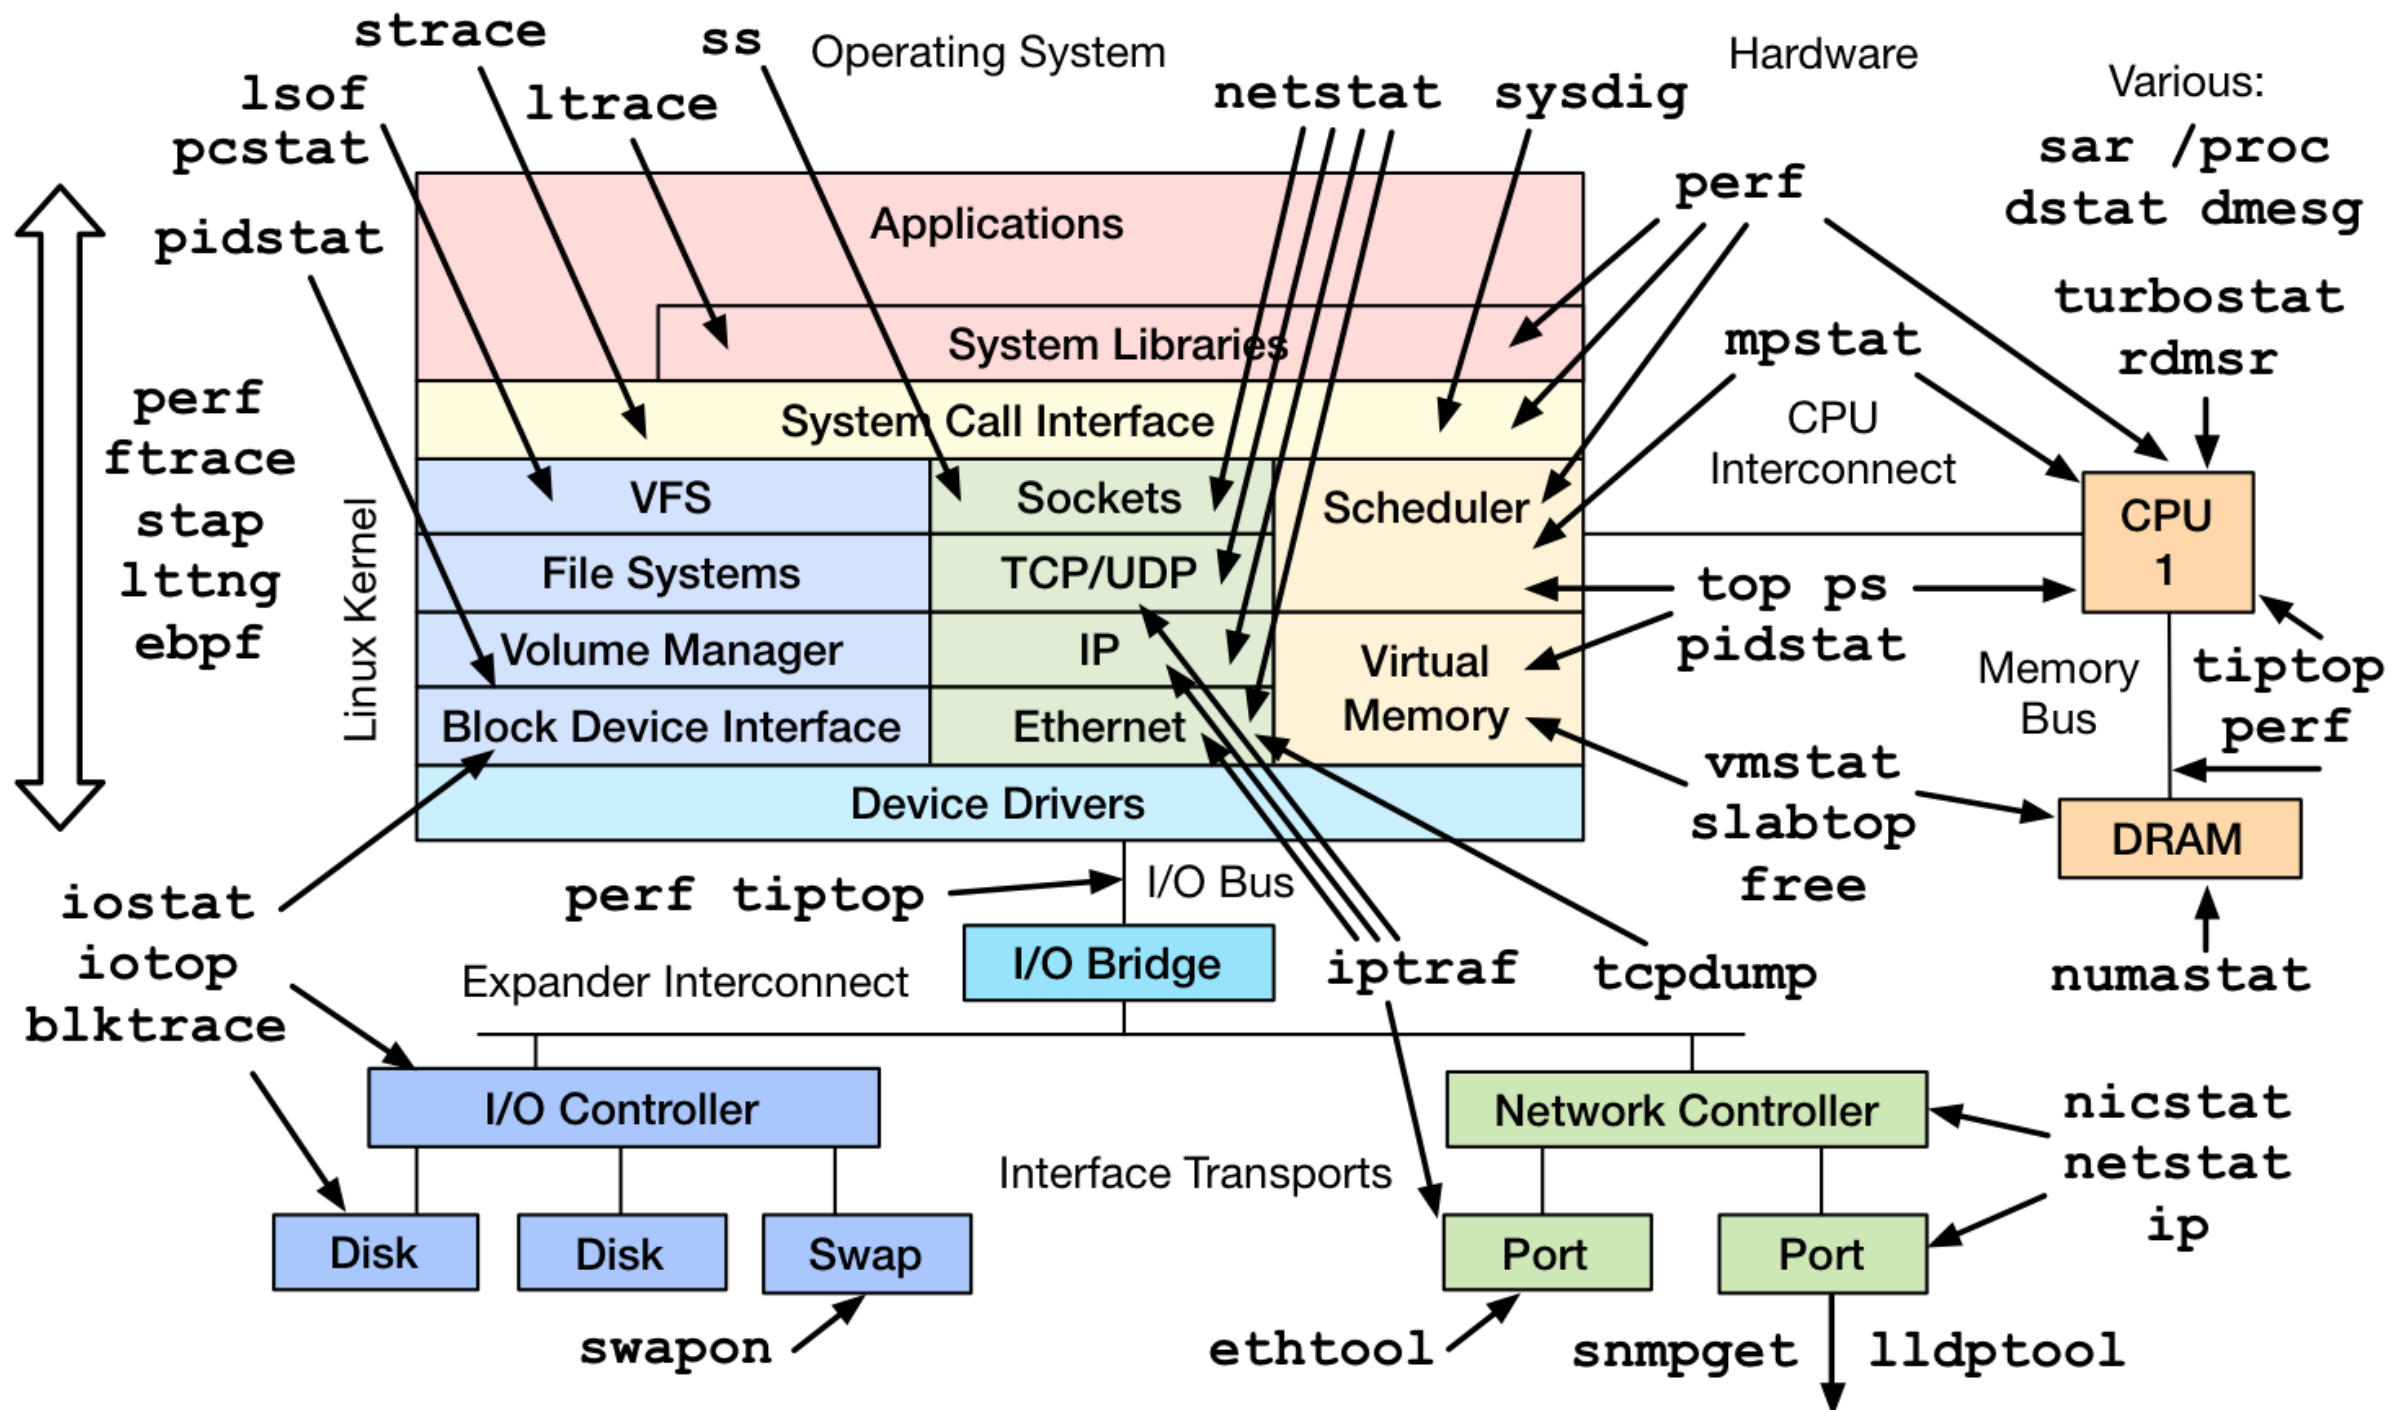 strace
ss
Operating System
Hardware
lsof
pcstat
ltrace
netstat
sysdig
Various:
sar /proc
dstat dmesg
pidstat
Applications
perf
turbostat
rdmsr
System Libraries
mpstat
perf
ftrace
stap
lttng
ebpf
System Call Interface
CPU
Interconnect
Linux Kernel
VFS
Sockets
Scheduler
CPU
1
File Systems
TCP/UDP
top ps
pidstat
Volume Manager
IP
Virtual
Memory
Memory
Bus
tiptop
perf
Block Device Interface
Ethernet
vmstat
slabtop
free
Device Drivers
DRAM
iostat
iotop
blktrace
perf tiptop
I/O Bus
Expander Interconnect
I/O Bridge
iptraf
tcpdump
numastat
I/O Controller
Network Controller
nicstat
netstat
ip
Interface Transports
Disk
Disk
Swap
Port
Port
swapon
ethtool
snmpget
lldptool